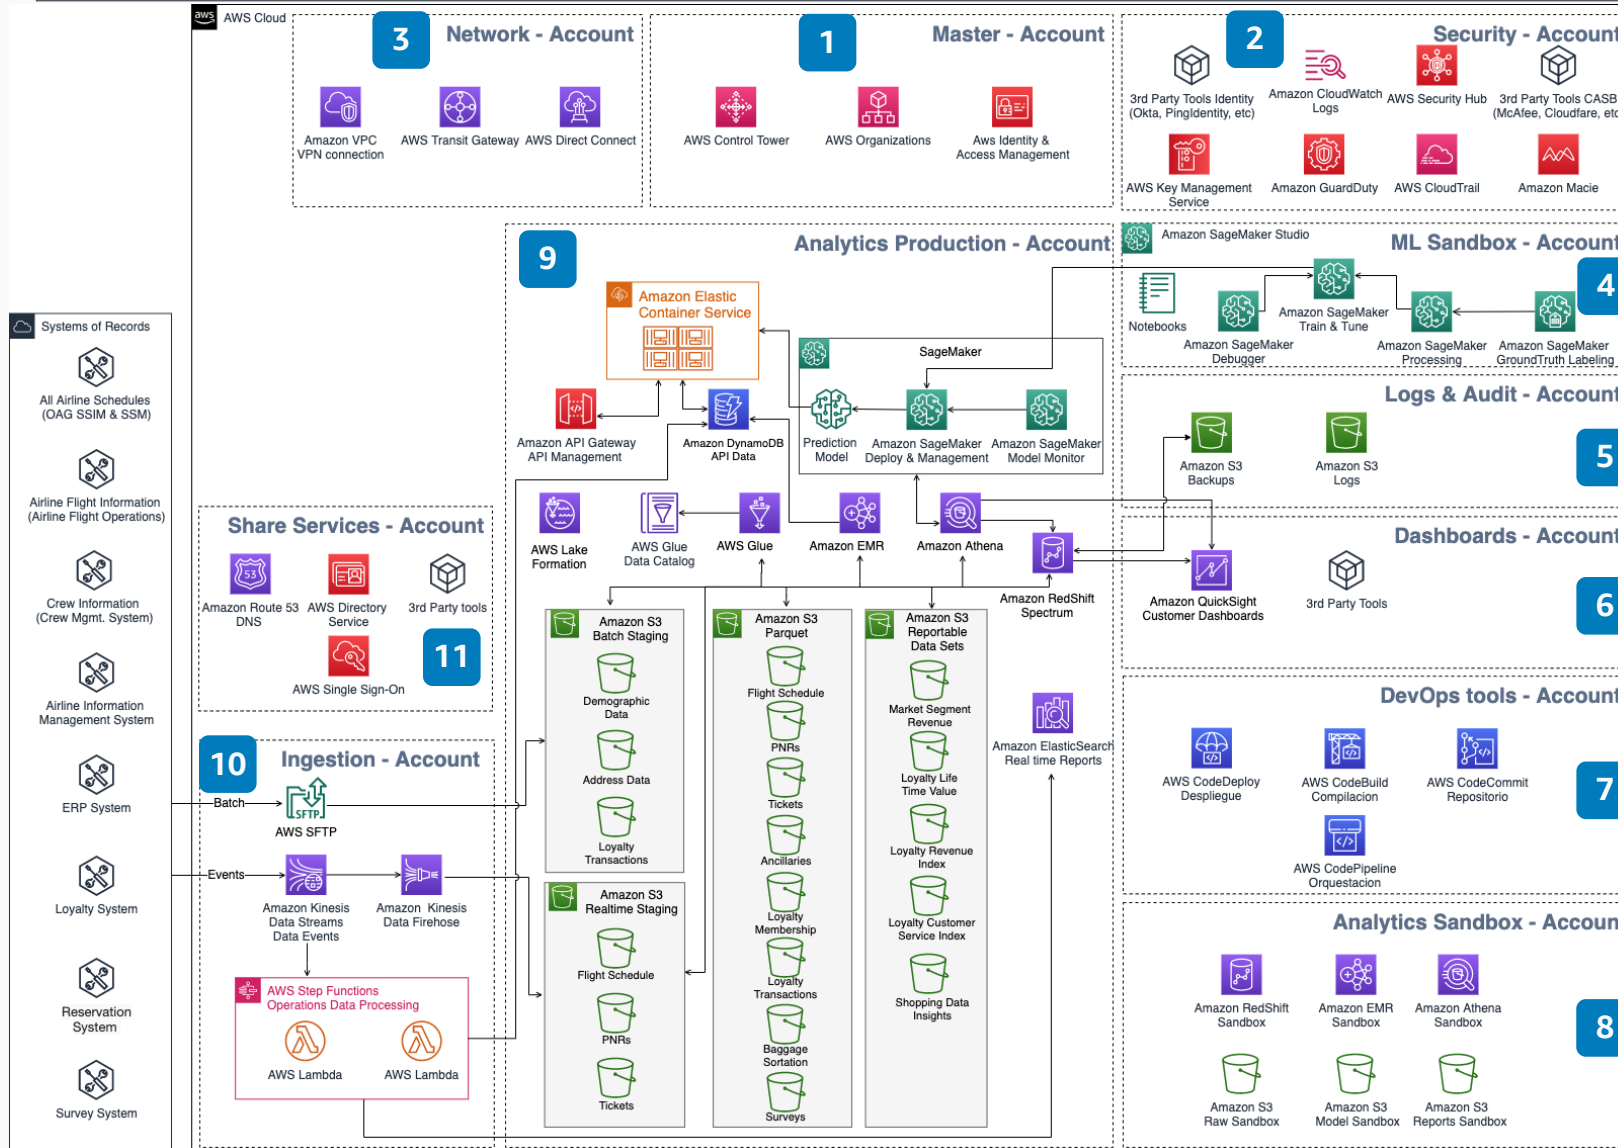 aws
AWS Cloud
3
Network - Account
Amazon VPC
VPN connection
AWS Transit Gateway
AWS Direct Connect
1
Master - Account
AWS Control Tower
AWS Organizations
Aws Identity &
Access Management
2
Security - Account
3rd Party Tools Identity
(Okta, PingIdentity, etc)
Amazon CloudWatch
Logs
AWS Security Hub
3rd Party Tools CASB
(McAfee, Cloudfare, etc
AWS Key Management
Service
Amazon GuardDuty
AWS CloudTrail
Amazon Macie
9
Analytics Production - Account
Amazon Elastic
Container Service
SageMaker
Prediction
Model
Amazon SageMaker
Deploy & Management
Amazon SageMaker
Model Monitor
Amazon API Gateway
API Management
Amazon DynamoDB
API Data
AWS Lake
Formation
AWS Glue
Data Catalog
AWS Glue
Amazon EMR
Amazon Athena
Amazon RedShift
Spectrum
Amazon S3
Batch Staging
Demographic
Data
Address Data
Loyalty
Transactions
Amazon S3
Realtime Staging
Flight Schedule
PNRs
Tickets
Amazon S3
Parquet
Flight Schedule
PNRs
Tickets
Ancillaries
Loyalty
Membership
Loyalty
Transactions
Baggage
Sortation
Surveys
Amazon S3
Reportable
Data Sets
Market Segment
Revenue
Loyalty Life
Time Value
Loyalty Revenue
Index
Loyalty Customer
Service Index
Shopping Data
Insights
Amazon ElasticSearch
Real time Reports
Amazon SageMaker Studio
ML Sandbox - Account
4
Notebooks
Amazon SageMaker
Debugger
Amazon SageMaker
Train & Tune
Amazon SageMaker
Processing
Amazon SageMaker
GroundTruth Labeling
Logs & Audit - Account
5
Amazon S3
Backups
Amazon S3
Logs
Dashboards - Account
6
Amazon QuickSight
Customer Dashboards
3rd Party Tools
DevOps tools - Account
7
AWS CodeDeploy
Despliegue
AWS CodeBuild
Compilacion
AWS CodeCommit
Repositorio
AWS CodePipeline
Orquestacion
Analytics Sandbox - Accoun
8
Amazon RedShift
Sandbox
Amazon EMR
Sandbox
Amazon Athena
Sandbox
Amazon S3
Raw Sandbox
Amazon S3
Model Sandbox
Amazon S3
Reports Sandbox
Systems of Records
All Airline Schedules
(OAG SSIM & SSM)
Airline Flight Information
(Airline Flight Operations)
Crew Information
(Crew Mgmt. System)
Airline Information
Management System
ERP System
Loyalty System
Reservation
System
Survey System
Share Services - Account
53
Amazon Route 53
DNS
AWS Directory
Service
3rd Party tools
AWS Single Sign-On
11
10
Ingestion - Account
Batch
SFTP
AWS SFTP
Events
Amazon Kinesis
Data Streams
Data Events
Amazon Kinesis
Data Firehose
AWS Step Functions
Operations Data Processing
AWS Lambda
AWS Lambda